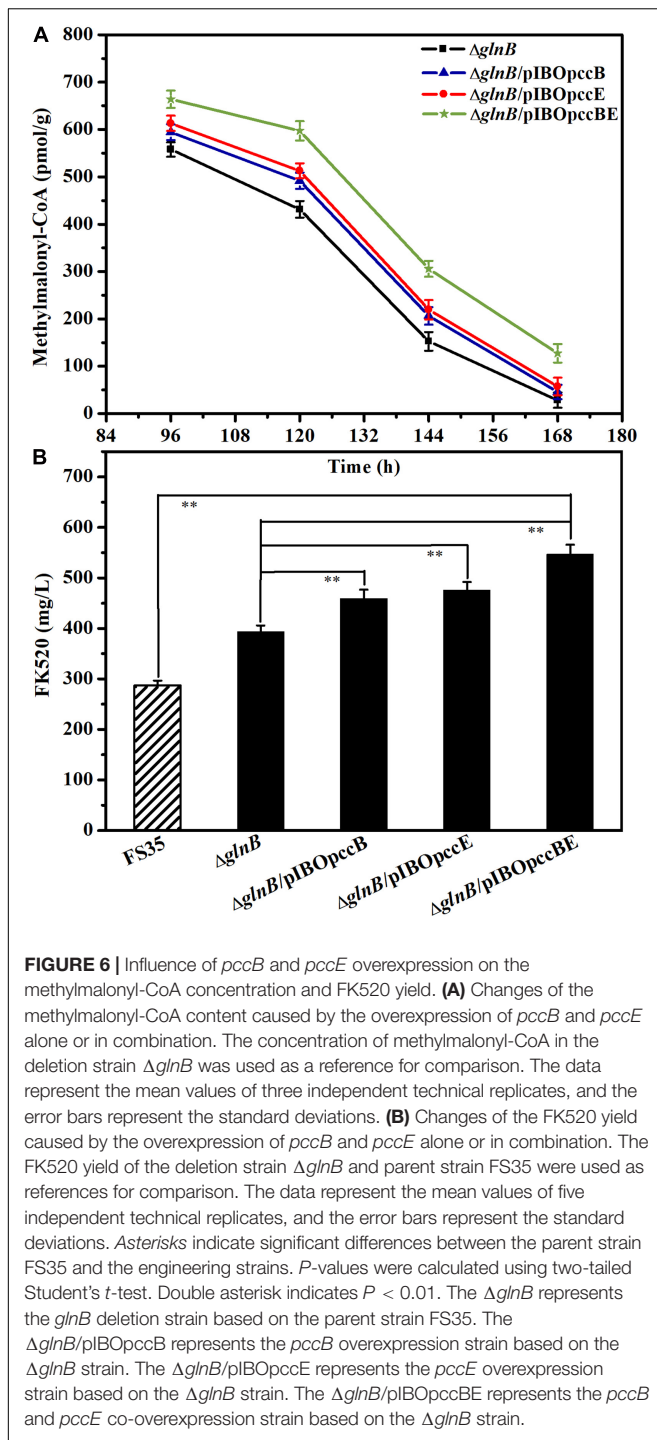 A
800
700
600
500
400
300
200
100
0
Methylmalonyl-CoA (pmol/g)
ΔglnB
ΔglnB/pIBOpccB
ΔglnB/pIBOpccE
ΔglnB/pIBOpccBE
84 96 108 120 132 144 156 168 180
Time (h)
B
700
600
500
400
300
200
100
0
FK520 (mg/L)
**
**
**
**
FS35
ΔglnB
ΔglnB/pIBOpccB
ΔglnB/pIBOpccE
ΔglnB/pIBOpccBE
FIGURE 6 | Influence of pccB and pccE overexpression on the
methylmalonyl-CoA concentration and FK520 yield. (A) Changes of the
methylmalonyl-CoA content caused by the overexpression of pccB and pccE
alone or in combination. The concentration of methylmalonyl-CoA in the
deletion strain ΔglnB was used as a reference for comparison. The data
represent the mean values of three independent technical replicates, and the
error bars represent the standard deviations. (B) Changes of the FK520 yield
caused by the overexpression of pccB and pccE alone or in combination. The
FK520 yield of the deletion strain ΔglnB and parent strain FS35 were used as
references for comparison. The data represent the mean values of five
independent technical replicates, and the error bars represent the standard
deviations. Asterisks indicate significant differences between the parent strain
FS35 and the engineering strains. P-values were calculated using two-tailed
Student's t-test. Double asterisk indicates P < 0.01. The ΔglnB represents
the glnB deletion strain based on the parent strain FS35. The
ΔglnB/pIBOpccB represents the pccB overexpression strain based on the
ΔglnB strain. The ΔglnB/pIBOpccE represents the pccE overexpression
strain based on the ΔglnB strain. The ΔglnB/pIBOpccBE represents the pccB
and pccE co-overexpression strain based on the ΔglnB strain.